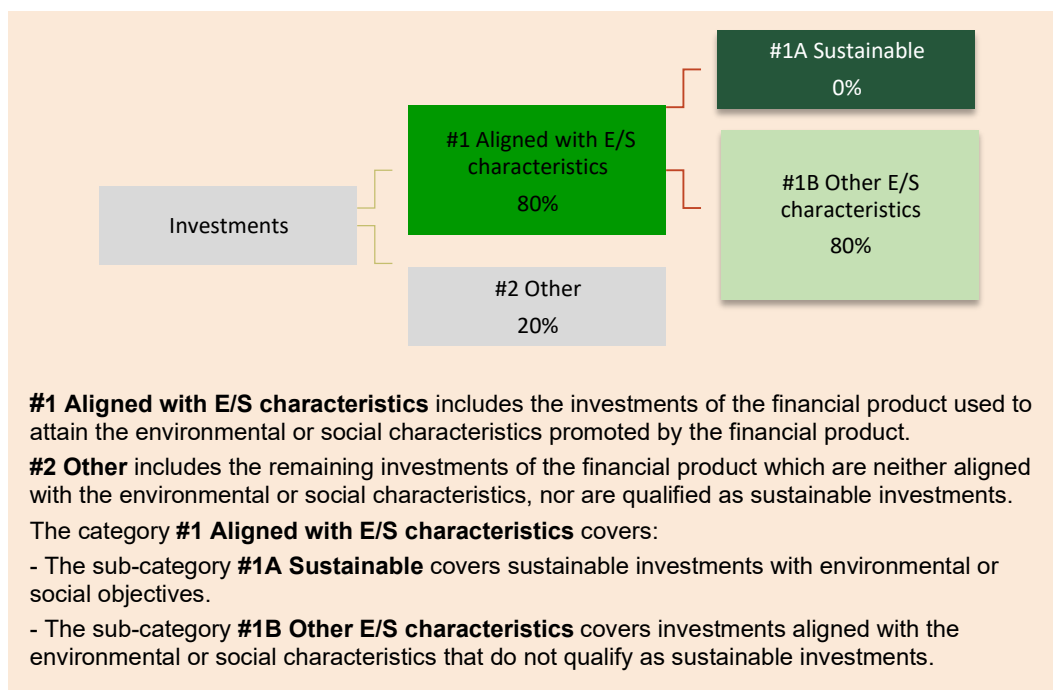 #1A Sustainable
0%
#1 Aligned with E/S
characteristics
80%
#1B Other E/S
characteristics
80%
Investments
#2 Other
20%
#1 Aligned with E/S characteristics includes the investments of the financial product used to
attain the environmental or social characteristics promoted by the financial product.
#2 Other includes the remaining investments of the financial product which are neither aligned
with the environmental or social characteristics, nor are qualified as sustainable investments.
The category #1 Aligned with E/S characteristics covers:
- The sub-category #1A Sustainable covers sustainable investments with environmental or
social objectives.
- The sub-category #1B Other E/S characteristics covers investments aligned with the
environmental or social characteristics that do not qualify as sustainable investments.